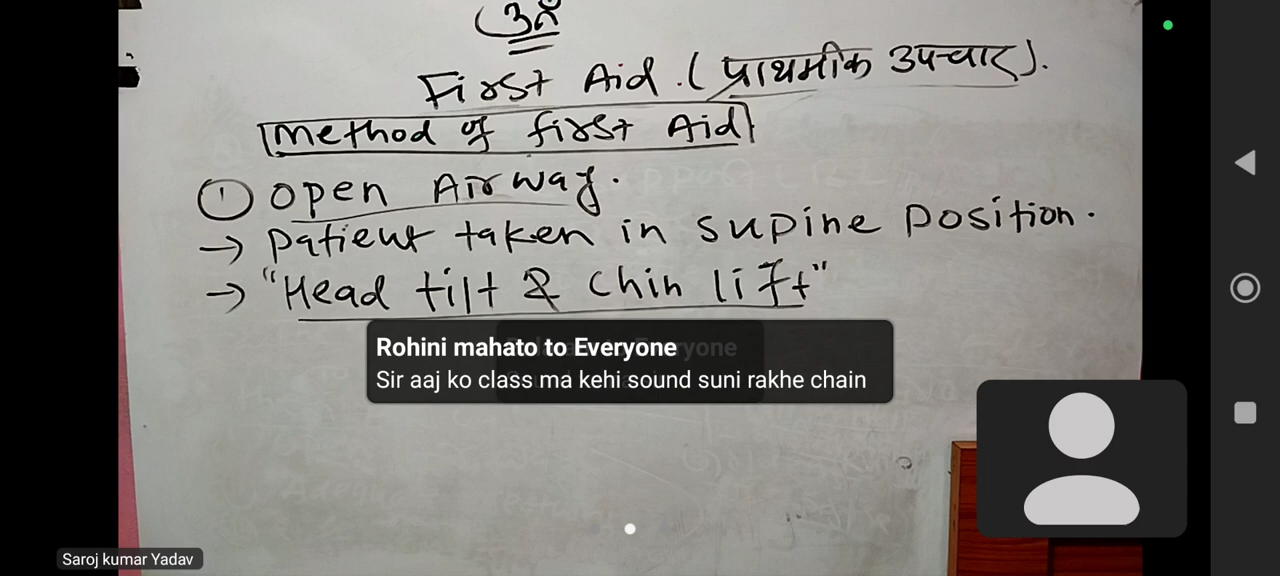 ॐ
First Aid. (प्राथमीक उपचार).
Method of first Aid
① open Airway.
→ patient taken in supine position.
→ "Head tilt & chin lift"
Rohini mahato to Everyone
Sir aaj ko class ma kehi sound suni rakhe chain
Saroj kumar Yadav